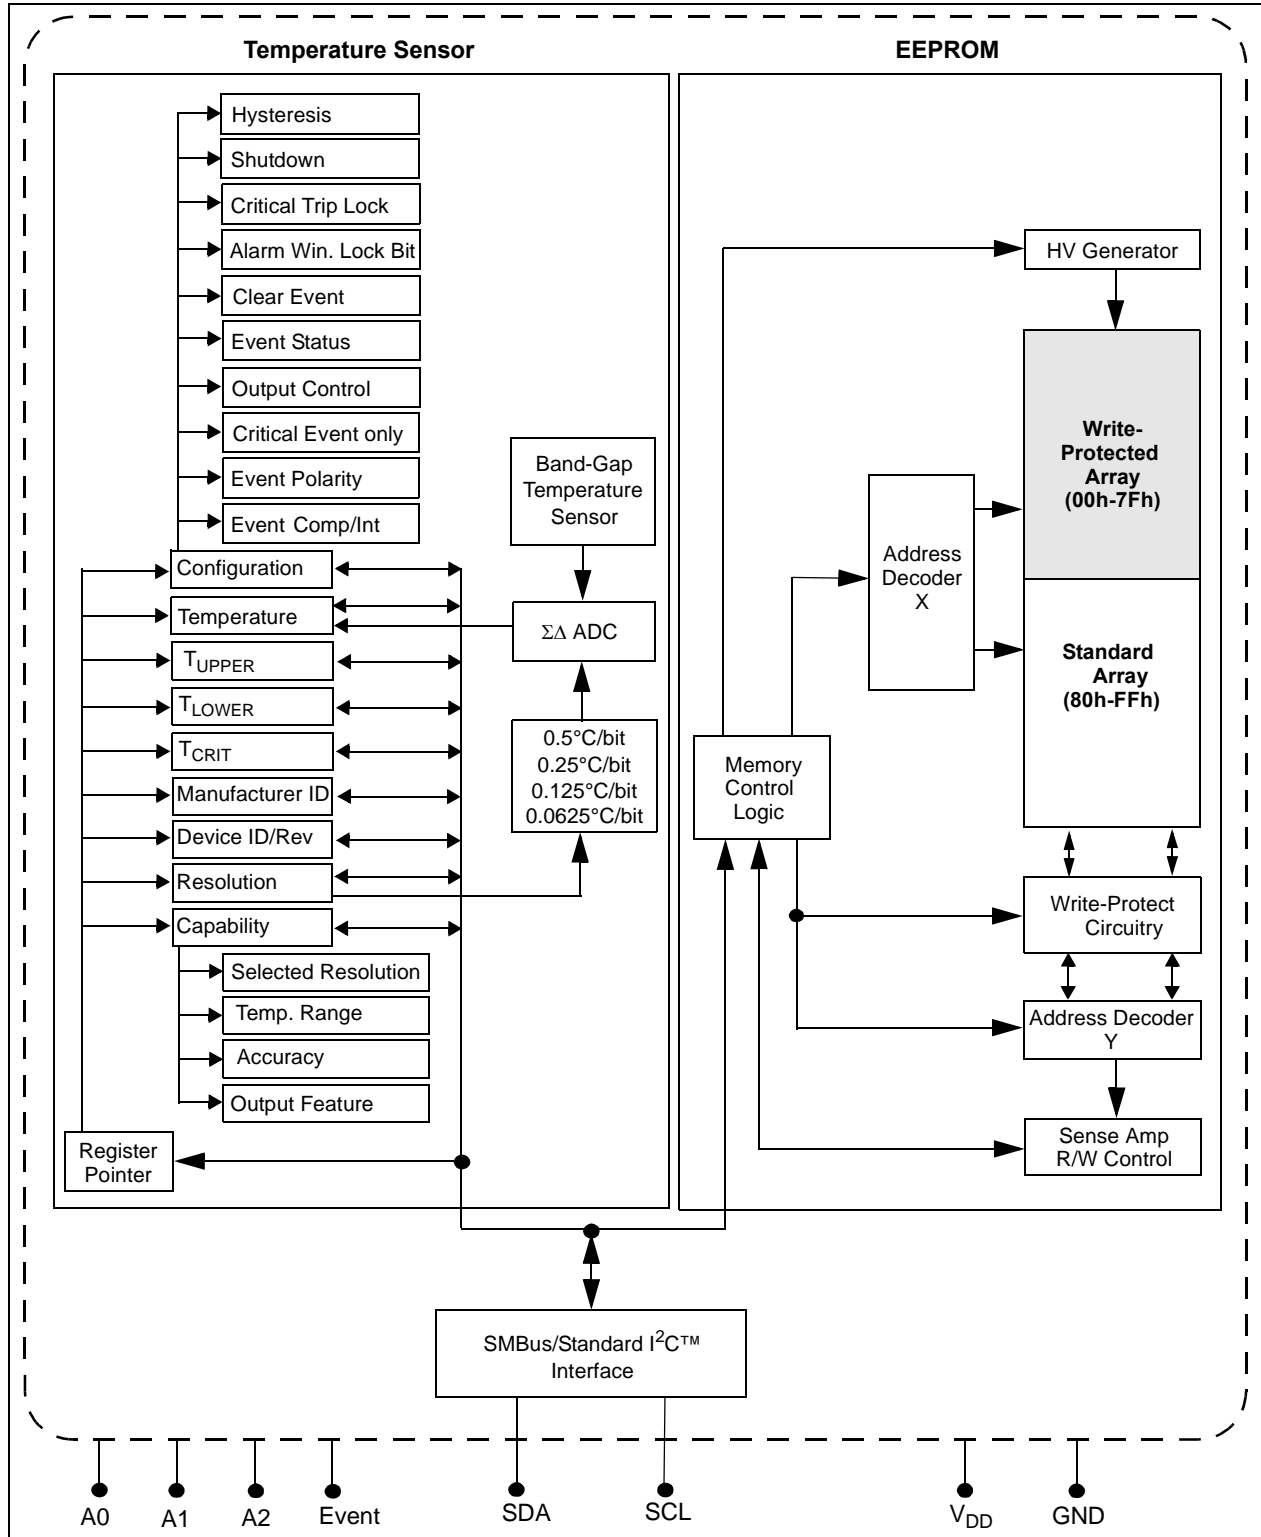 Temperature Sensor
EEPROM
Hysteresis
Shutdown
Critical Trip Lock
Alarm Win. Lock Bit
Clear Event
Event Status
Output Control
Critical Event only
Event Polarity
Event Comp/Int
Configuration
Temperature
TUPPER
TLOWER
TCRIT
Manufacturer ID
Device ID/Rev
Resolution
Capability
Selected Resolution
Temp. Range
Accuracy
Output Feature
Register
Pointer
Band-Gap
Temperature
Sensor
ΣΔ ADC
0.5°C/bit
0.25°C/bit
0.125°C/bit
0.0625°C/bit
HV Generator
Write-
Protected
Array
(00h-7Fh)
Address
Decoder
X
Standard
Array
(80h-FFh)
Memory
Control
Logic
Write-Protect
Circuitry
Address Decoder
Y
Sense Amp
R/W Control
SMBus/Standard I²C™
Interface
A0
A1
A2
Event
SDA
SCL
VDD
GND